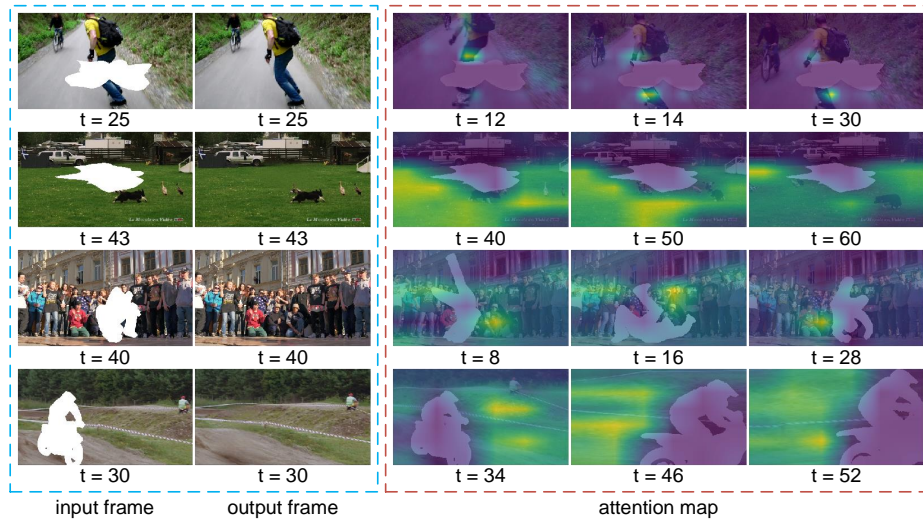 t = 25 t = 25 t = 12 t = 14 t = 30
t = 43 t = 43 t = 40 t = 50 t = 60
t = 40 t = 40 t = 8 t = 16 t = 28
t = 30 t = 30 t = 34 t = 46 t = 52
input frame output frame attention map